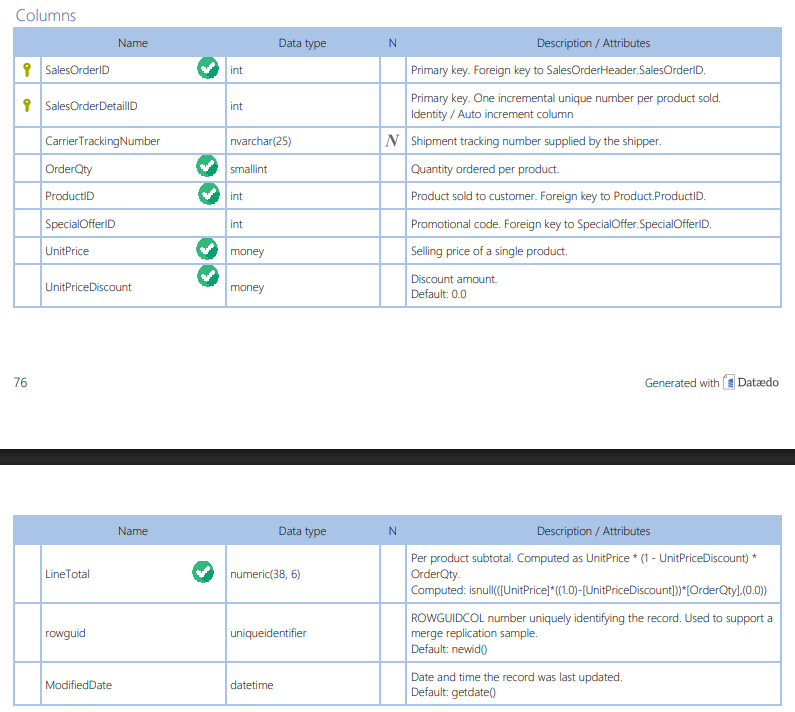 Columns
Name Data type N Description / Attributes
SalesOrderID int Primary key. Foreign key to SalesOrderHeader.SalesOrderID.
SalesOrderDetailID int Primary key. One incremental unique number per product sold.
Identity / Auto increment column
CarrierTrackingNumber nvarchar(25) N Shipment tracking number supplied by the shipper.
OrderQty smallint Quantity ordered per product.
ProductID int Product sold to customer. Foreign key to Product.ProductID.
SpecialOfferID int Promotional code. Foreign key to SpecialOffer.SpecialOfferID.
UnitPrice money Selling price of a single product.
UnitPriceDiscount money Discount amount.
Default: 0.0
76 Generated with Dataedo
Name Data type N Description / Attributes
LineTotal numeric(38, 6) Per product subtotal. Computed as UnitPrice * (1 - UnitPriceDiscount) *
OrderQty.
Computed: isnull(([UnitPrice]*((1.0)-[UnitPriceDiscount]))*[OrderQty],(0.0))
rowguid uniqueidentifier ROWGUIDCOL number uniquely identifying the record. Used to support a
merge replication sample.
Default: newid()
ModifiedDate datetime Date and time the record was last updated.
Default: getdate()